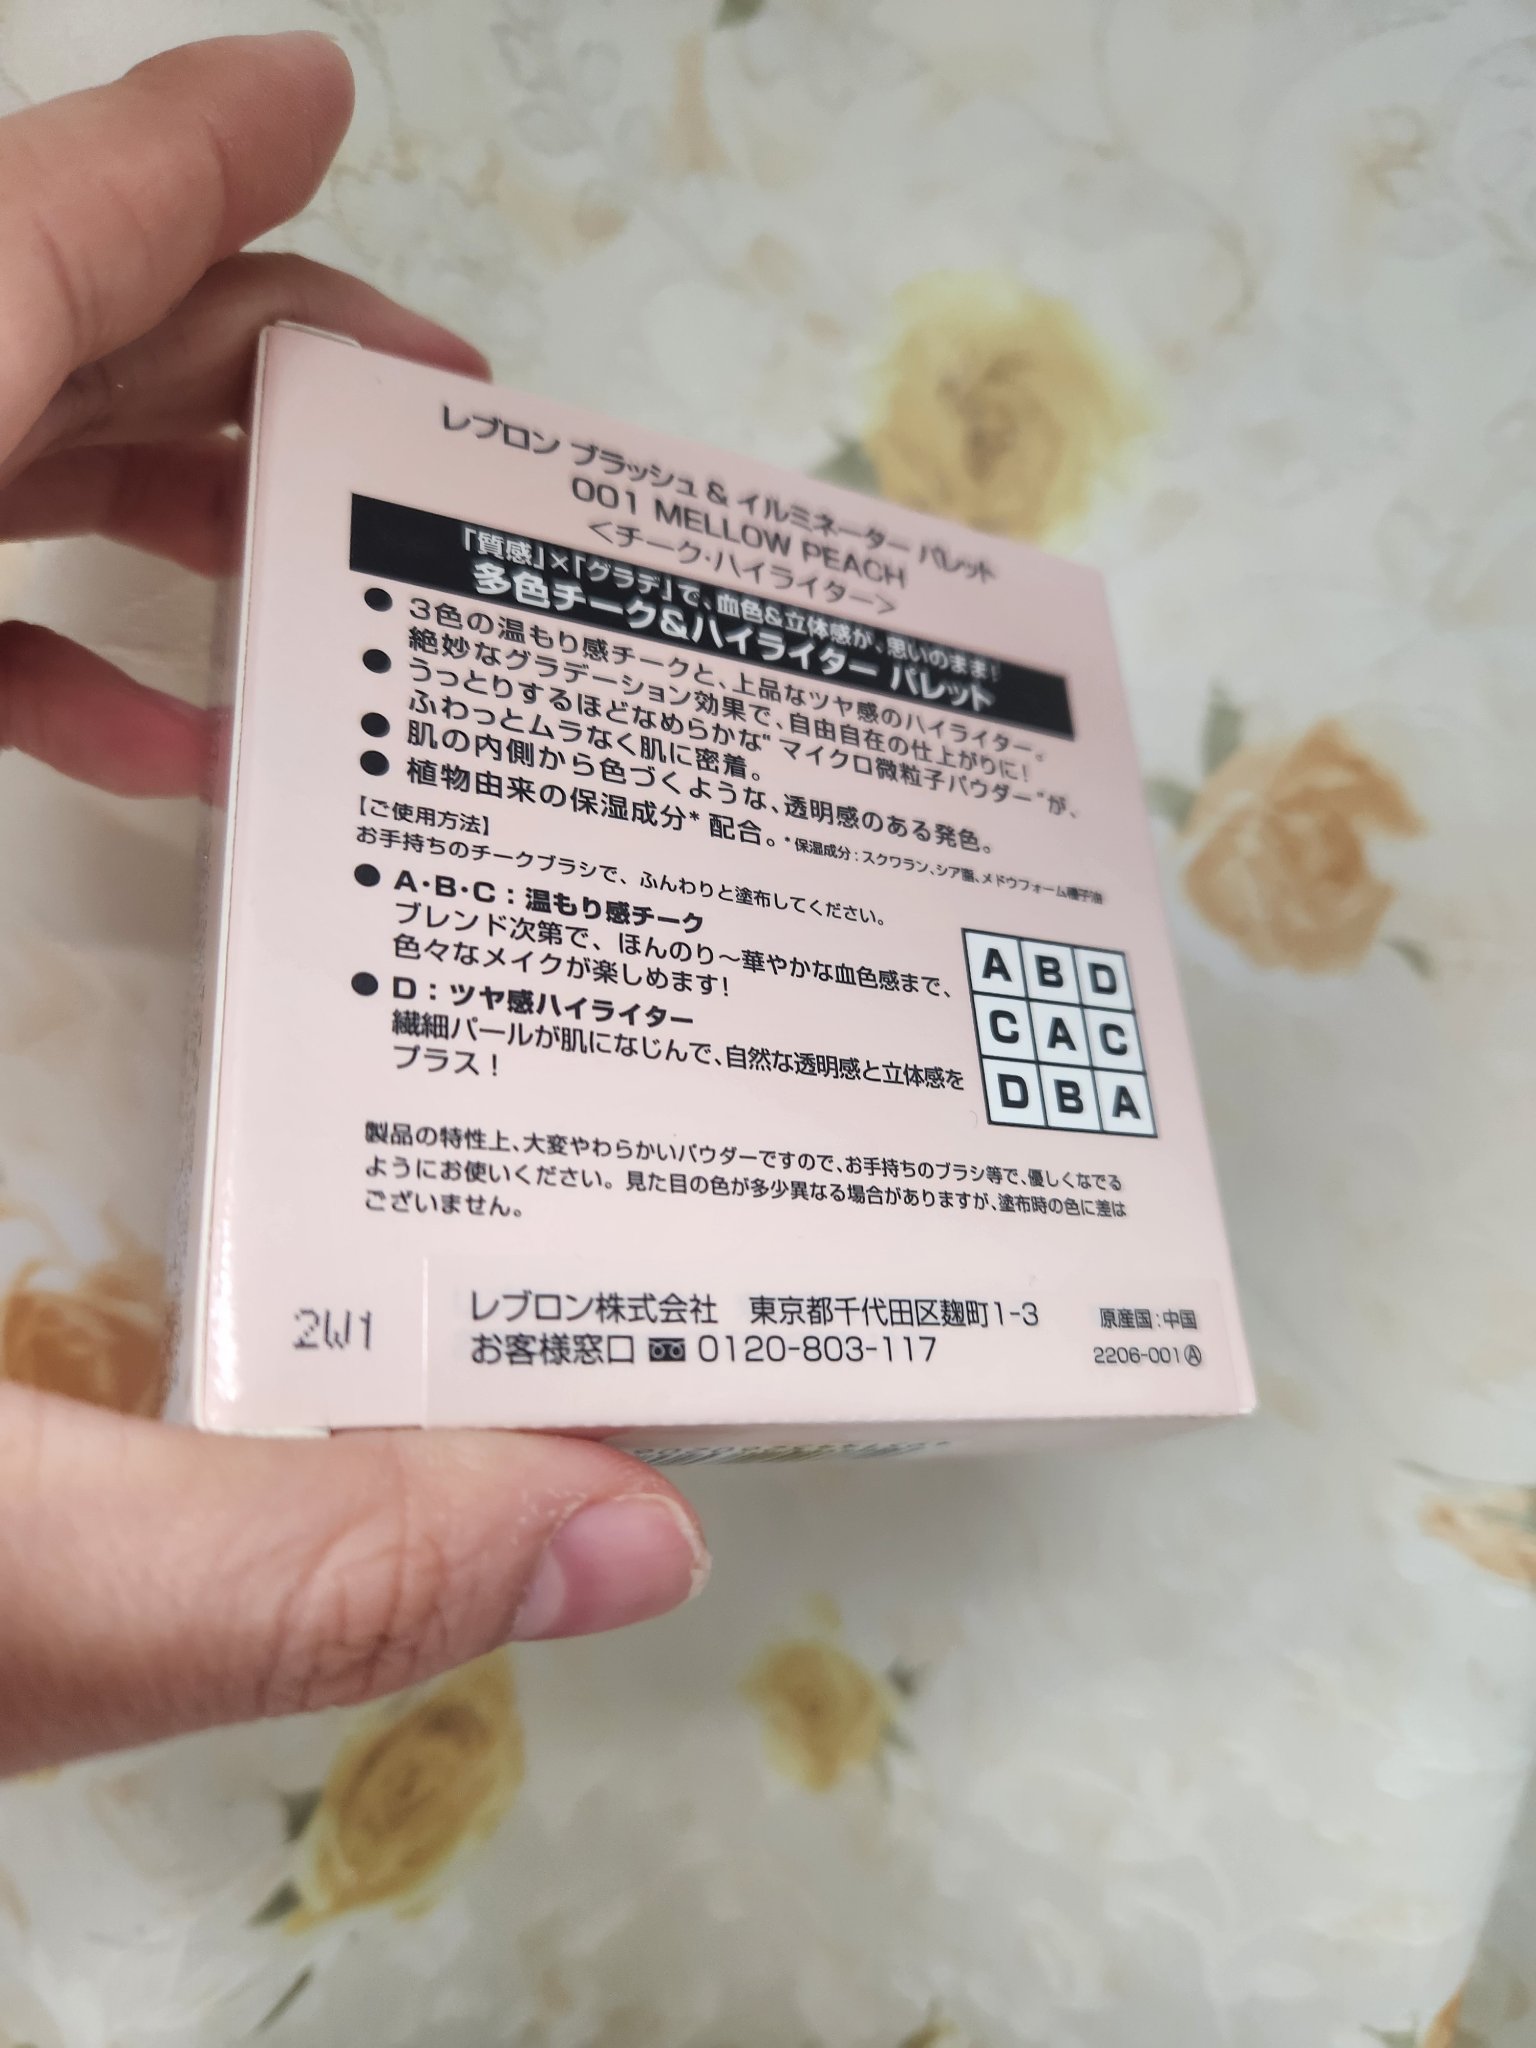 レブロン ブラッシュ & イルミネーター パレット
001 MELLOW PEACH
<チーク・ハイライター>
「質感」×「グラデ」で、血色&立体感が、思いのまま!
多色チーク&ハイライター パレット
● 3色の温もり感チークと、上品なツヤ感のハイライター。
絶妙なグラデーション効果で、自由自在の仕上がりに!
● うっとりするほどなめらかな"マイクロ微粒子パウダー"が、
ふわっとムラなく肌に密着。
● 肌の内側から色づくような、透明感のある発色。
● 植物由来の保湿成分* 配合。*保湿成分:スクワラン、シア脂、メドウフォーム種子油
【ご使用方法】
お手持ちのチークブラシで、ふんわりと塗布してください。
● A・B・C:温もり感チーク
ブレンド次第で、ほんのり〜華やかな血色感まで、
色々なメイクが楽しめます!
● D:ツヤ感ハイライター
繊細パールが肌になじんで、自然な透明感と立体感を
プラス!
A B D
C A C
D B A
製品の特性上、大変やわらかいパウダーですので、お手持ちのブラシ等で、優しくなでる
ようにお使いください。見た目の色が多少異なる場合がありますが、塗布時の色に差は
ございません。
2W1
レブロン株式会社 東京都千代田区麹町1-3
お客様窓口 0120-803-117
原産国:中国
2206-001Ⓐ